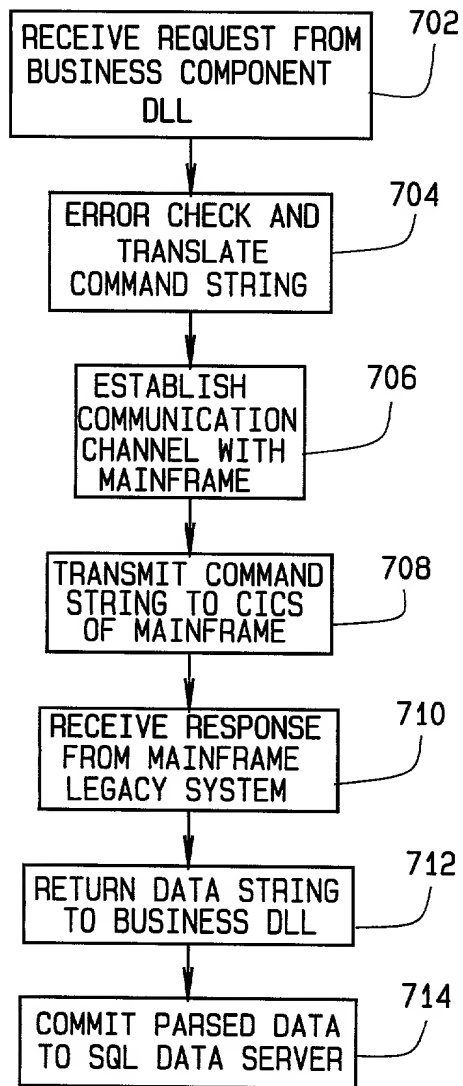 RECEIVE REQUEST FROM
BUSINESS COMPONENT
DLL
702
ERROR CHECK AND
TRANSLATE
COMMAND STRING
704
ESTABLISH
COMMUNICATION
CHANNEL WITH
MAINFRAME
706
TRANSMIT COMMAND
STRING TO CICS
OF MAINFRAME
708
RECEIVE RESPONSE
FROM MAINFRAME
LEGACY SYSTEM
710
RETURN DATA STRING
TO BUSINESS DLL
712
COMMIT PARSED DATA
TO SQL DATA SERVER
714